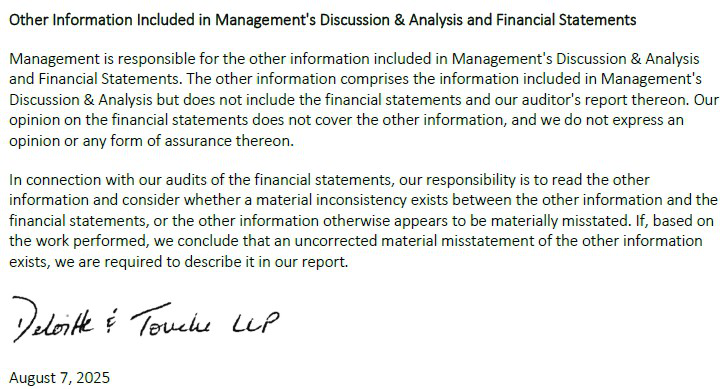 Other Information Included in Management's Discussion & Analysis and Financial Statements
Management is responsible for the other information included in Management's Discussion & Analysis
and Financial Statements. The other information comprises the information included in Management's
Discussion & Analysis but does not include the financial statements and our auditor's report thereon. Our
opinion on the financial statements does not cover the other information, and we do not express an
opinion or any form of assurance thereon.
In connection with our audits of the financial statements, our responsibility is to read the other
information and consider whether a material inconsistency exists between the other information and the
financial statements, or the other information otherwise appears to be materially misstated. If, based on
the work performed, we conclude that an uncorrected material misstatement of the other information
exists, we are required to describe it in our report.
Deloitte & Touche LLP
August 7, 2025